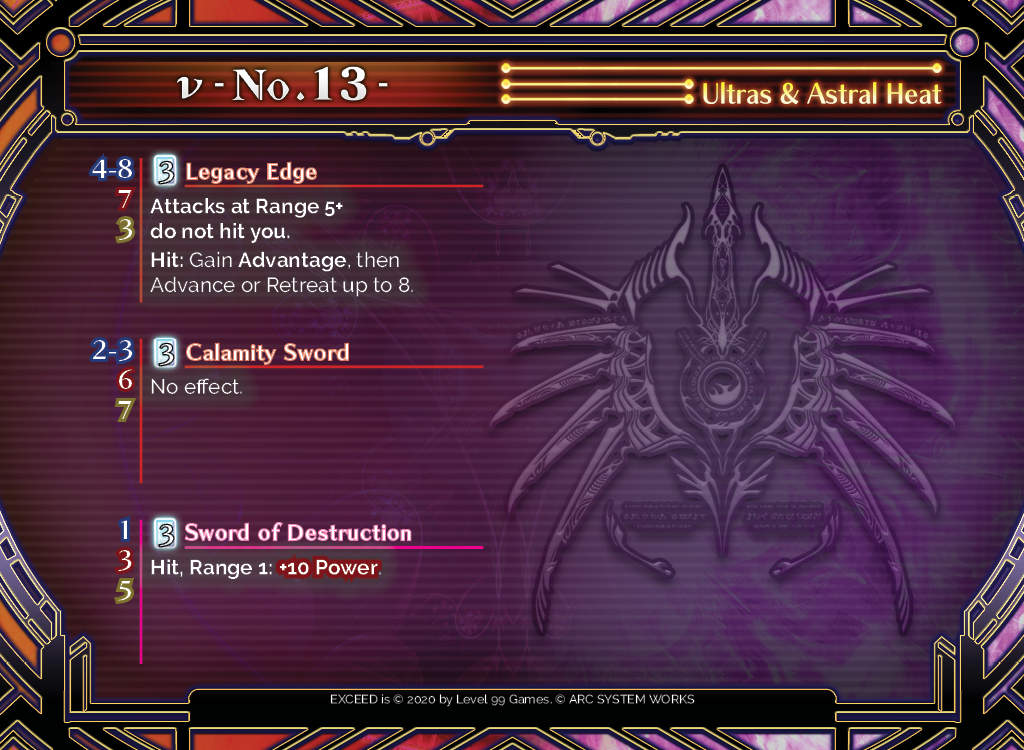 ν -No.13-
Ultras & Astral Heat
4-8 3 Legacy Edge
7 Attacks at Range 5+
3 do not hit you.
Hit: Gain Advantage, then
Advance or Retreat up to 8.
2-3 3 Calamity Sword
6 No effect.
7
1 3 Sword of Destruction
3 Hit, Range 1: +10 Power.
5
EXCEED is © 2020 by Level 99 Games. © ARC SYSTEM WORKS